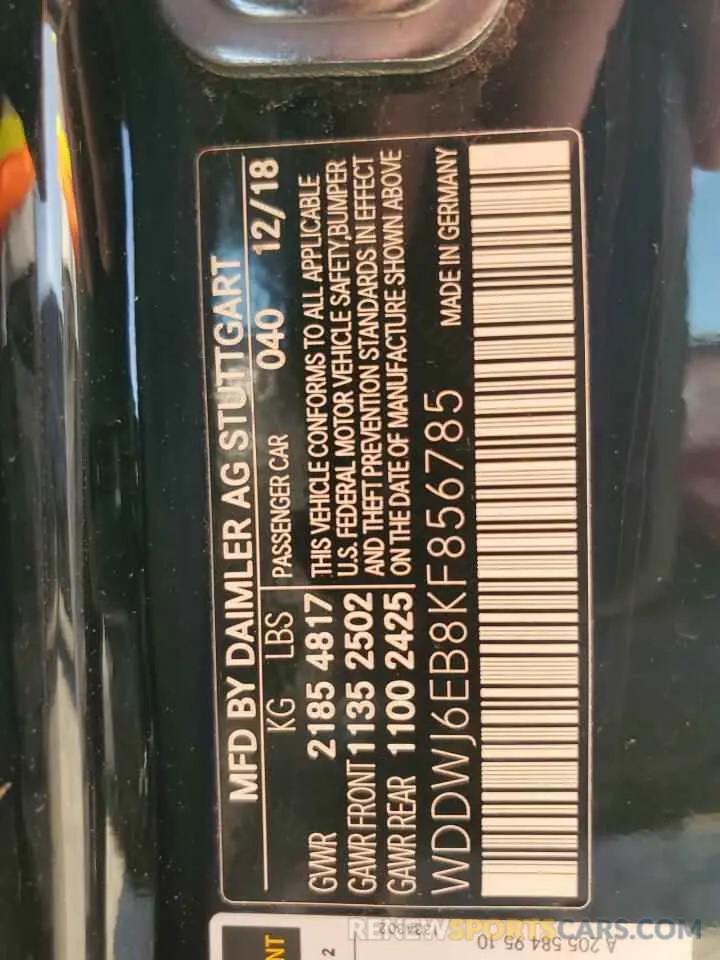 MFD BY DAIMLER AG STUTTGART
040 12/18
KG LBS PASSENGER CAR
GVWR 2185 4817
GAWR FRONT 1135 2502
GAWR REAR 1100 2425
THIS VEHICLE CONFORMS TO ALL APPLICABLE
U.S. FEDERAL MOTOR VEHICLE SAFETY, BUMPER
AND THEFT PREVENTION STANDARDS IN EFFECT
ON THE DATE OF MANUFACTURE SHOWN ABOVE
WDDWJ6EB8KF856785 MADE IN GERMANY
2
A 205 584 95 10
RENEWSPORTSCARS.COM